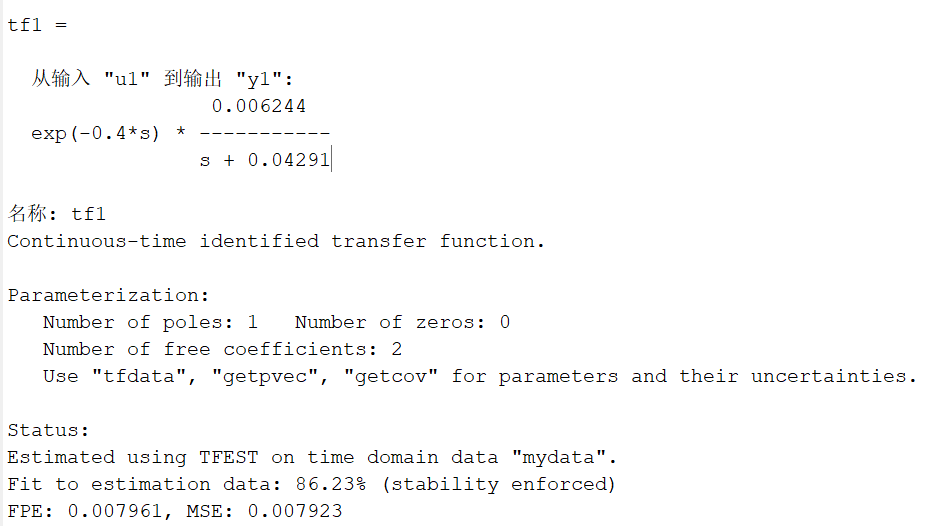 tf1 =
从输入 "u1" 到输出 "y1":
0.006244
exp(-0.4*s) * -----------
s + 0.04291
名称: tf1
Continuous-time identified transfer function.
Parameterization:
Number of poles: 1   Number of zeros: 0
Number of free coefficients: 2
Use "tfdata", "getpvec", "getcov" for parameters and their uncertainties.
Status:
Estimated using TFEST on time domain data "mydata".
Fit to estimation data: 86.23% (stability enforced)
FPE: 0.007961, MSE: 0.007923